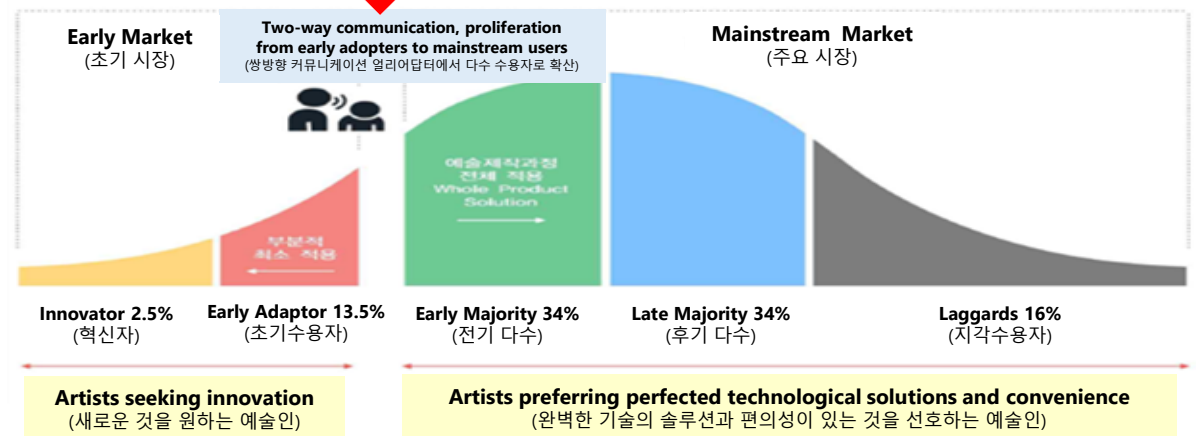 Early Market
(초기 시장)
Two-way communication, proliferation
from early adopters to mainstream users
(쌍방향 커뮤니케이션 얼리어답터에서 다수 수용자로 확산)
Mainstream Market
(주요 시장)
부분적
최소 적용
예술제작과정
전체 적용
Whole Product
Solution
Innovator 2.5%
(혁신자)
Early Adaptor 13.5%
(초기수용자)
Early Majority 34%
(전기 다수)
Late Majority 34%
(후기 다수)
Laggards 16%
(지각수용자)
Artists seeking innovation
(새로운 것을 원하는 예술인)
Artists preferring perfected technological solutions and convenience
(완벽한 기술의 솔루션과 편의성이 있는 것을 선호하는 예술인)